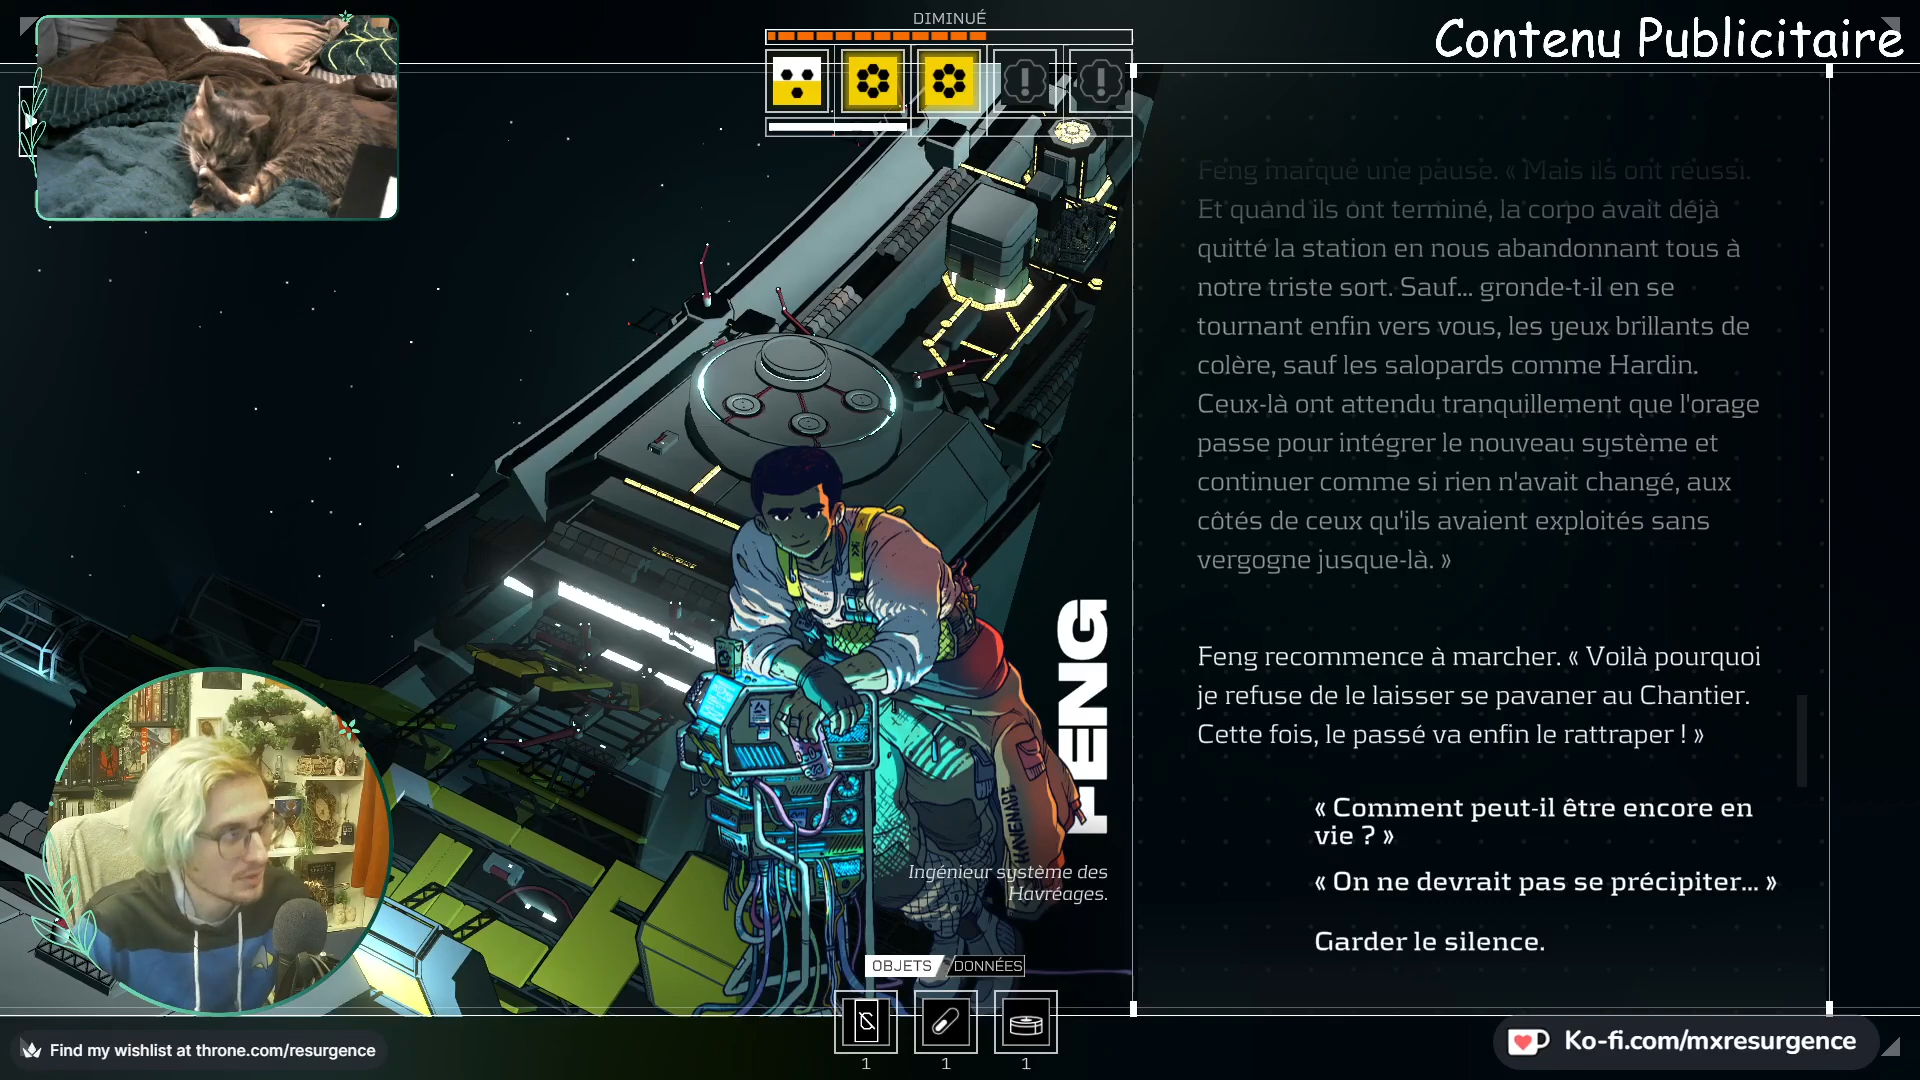 DIMINUÉ
Contenu Publicitaire
Feng marque une pause. « Mais ils ont réussi.
Et quand ils ont terminé, la corpo avait déjà
quitté la station en nous abandonnant tous à
notre triste sort. Sauf... gronde-t-il en se
tournant enfin vers vous, les yeux brillants de
colère, sauf les salopards comme Hardin.
Ceux-là ont attendu tranquillement que l'orage
passe pour intégrer le nouveau système et
continuer comme si rien n'avait changé, aux
côtés de ceux qu'ils avaient exploités sans
vergogne jusque-là. »
Feng recommence à marcher. « Voilà pourquoi
je refuse de le laisser se pavaner au Chantier.
Cette fois, le passé va enfin le rattraper ! »
« Comment peut-il être encore en
vie ? »
« On ne devrait pas se précipiter... »
Garder le silence.
FENG
HAVENAGE
Ingénieur système des
Havréages.
OBJETS
DONNÉES
1
1
1
Find my wishlist at throne.com/resurgence
Ko-fi.com/mxresurgence